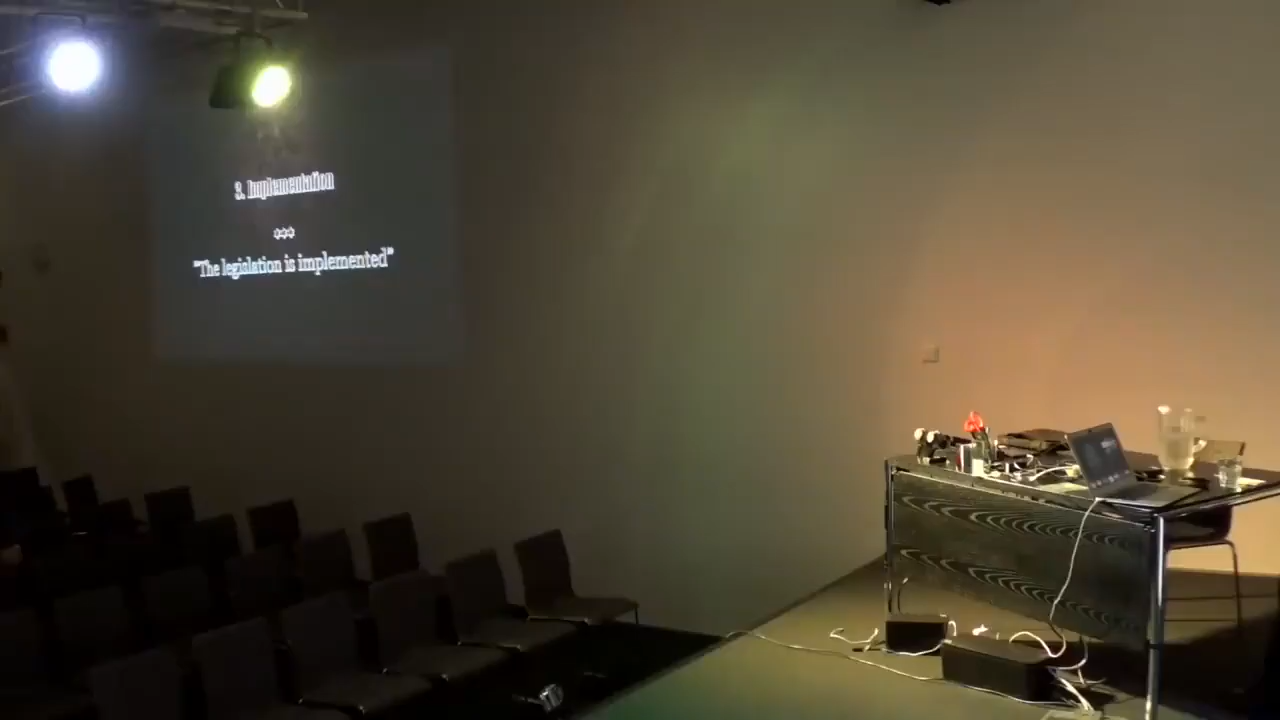 3. Implementation
***
"The legislation is implemented"